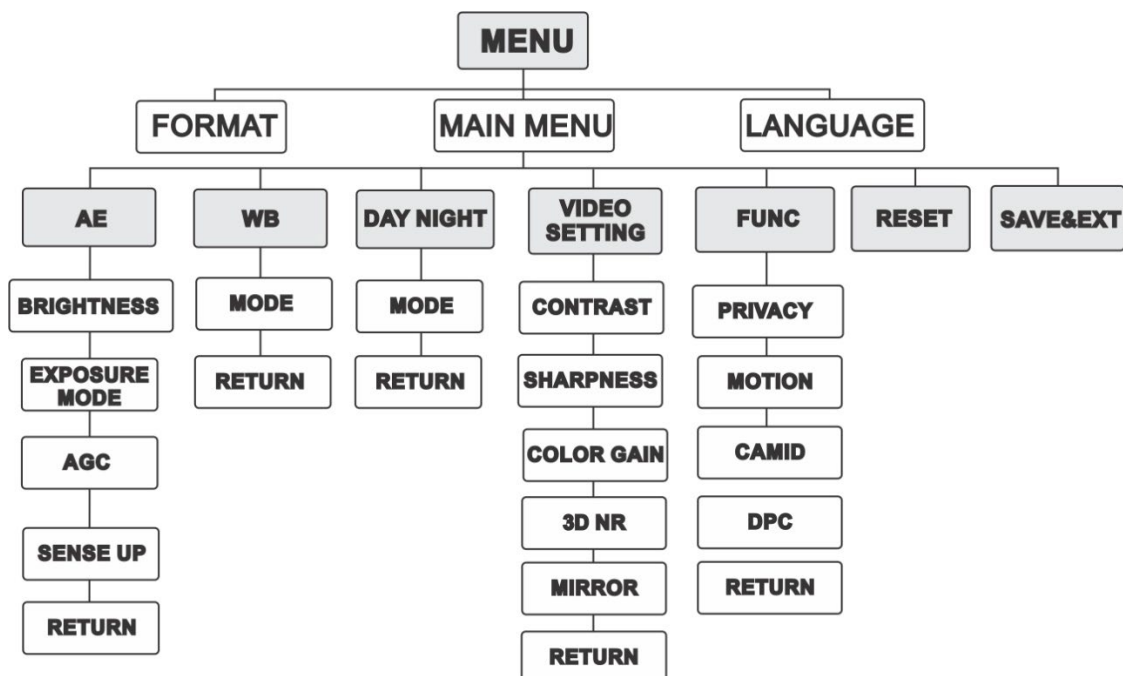 MENU
FORMAT
MAIN MENU
LANGUAGE
AE
WB
DAY NIGHT
VIDEO
SETTING
FUNC
RESET
SAVE&EXT
BRIGHTNESS
MODE
MODE
CONTRAST
PRIVACY
EXPOSURE
MODE
RETURN
RETURN
SHARPNESS
MOTION
AGC
COLOR GAIN
CAMID
SENSE UP
3D NR
DPC
MIRROR
RETURN
RETURN
RETURN